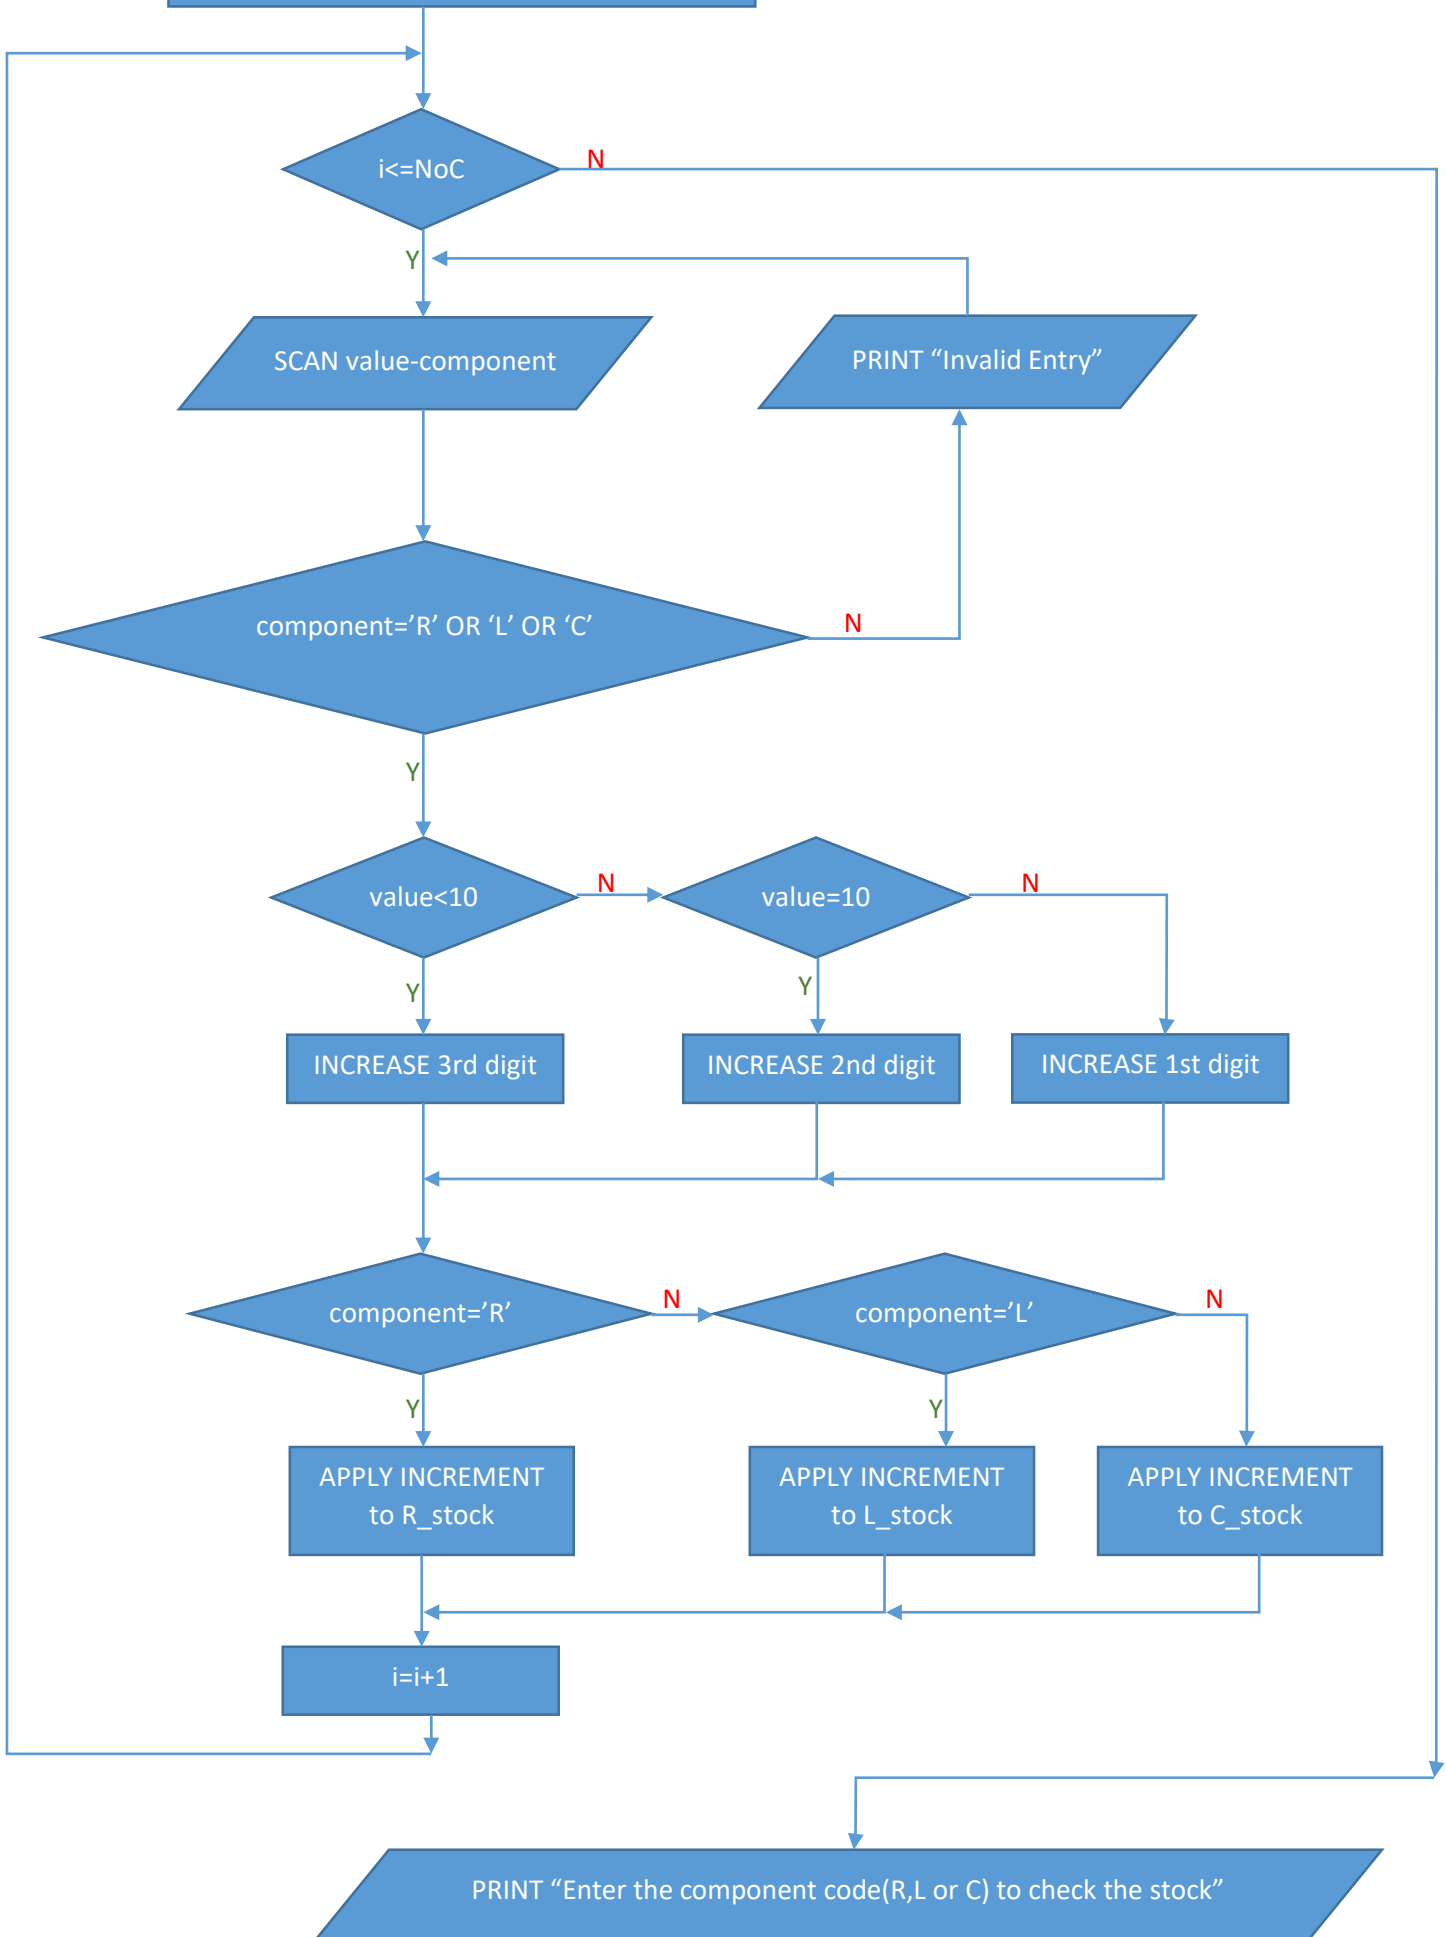 i<=NoC
N
Y
SCAN value-component
PRINT “Invalid Entry”
component=’R’ OR ‘L’ OR ‘C’
N
Y
value<10
N
value=10
N
Y
Y
INCREASE 3rd digit
INCREASE 2nd digit
INCREASE 1st digit
component=’R’
N
component=’L’
N
Y
Y
APPLY INCREMENT
to R_stock
APPLY INCREMENT
to L_stock
APPLY INCREMENT
to C_stock
i=i+1
PRINT “Enter the component code(R,L or C) to check the stock”